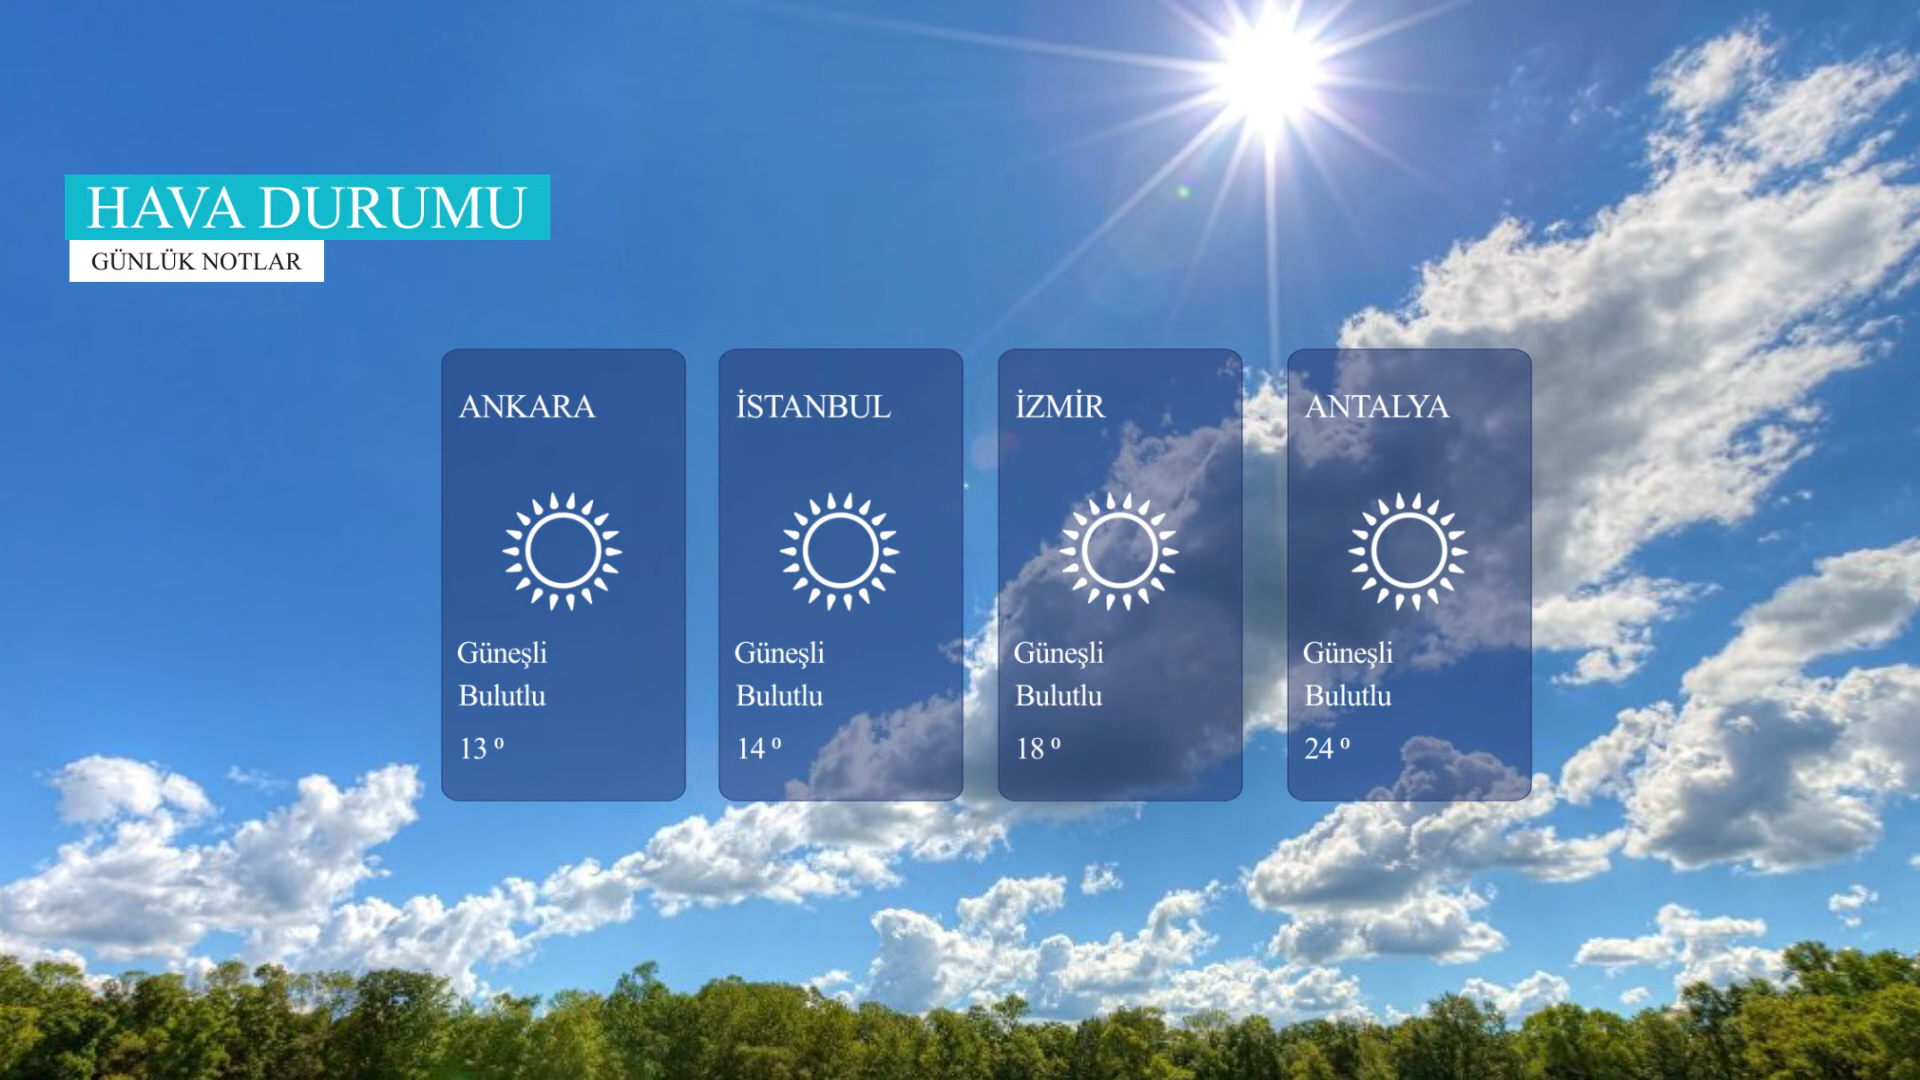 HAVA DURUMU
GÜNLÜK NOTLAR
ANKARA
Güneşli
Bulutlu
13 º
İSTANBUL
Güneşli
Bulutlu
14 º
İZMİR
Güneşli
Bulutlu
18 º
ANTALYA
Güneşli
Bulutlu
24 º